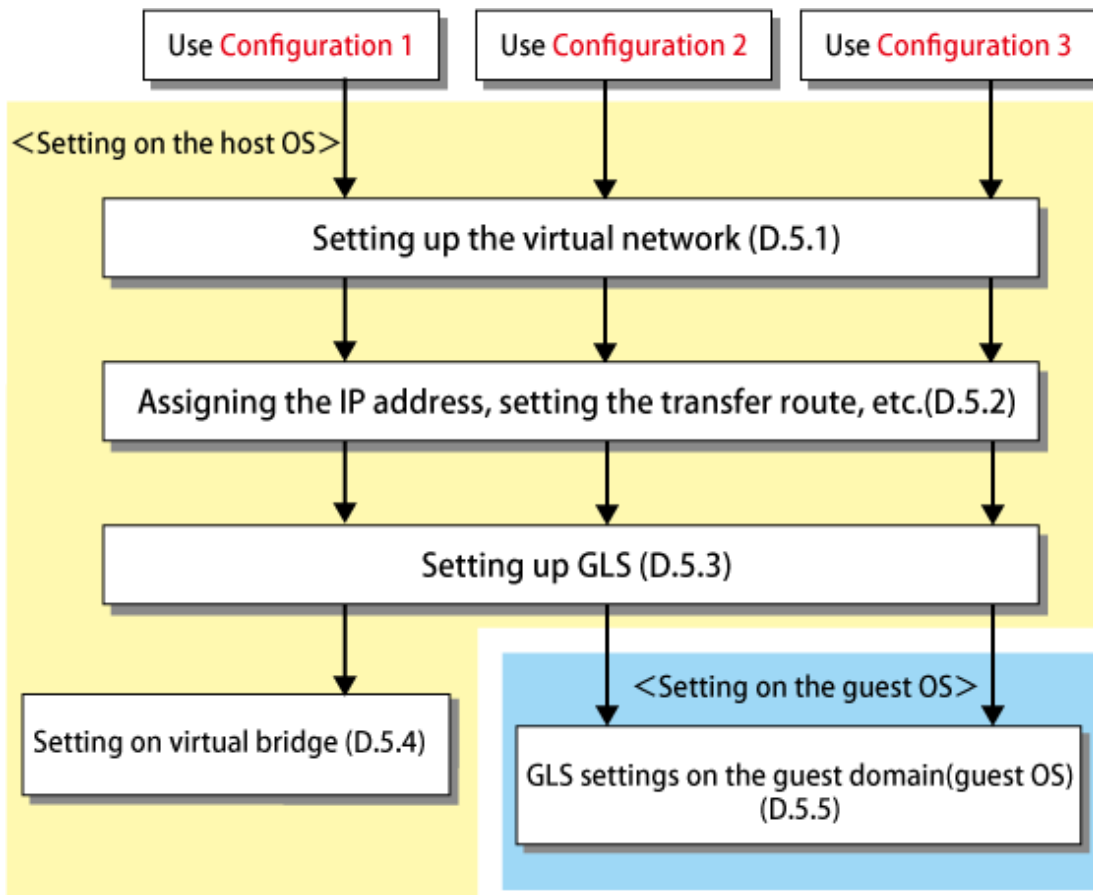 Use Configuration 1
Use Configuration 2
Use Configuration 3
<Setting on the host OS>
Setting up the virtual network (D.5.1)
Assigning the IP address, setting the transfer route, etc.(D.5.2)
Setting up GLS (D.5.3)
<Setting on the guest OS>
Setting on virtual bridge (D.5.4)
GLS settings on the guest domain(guest OS)
(D.5.5)